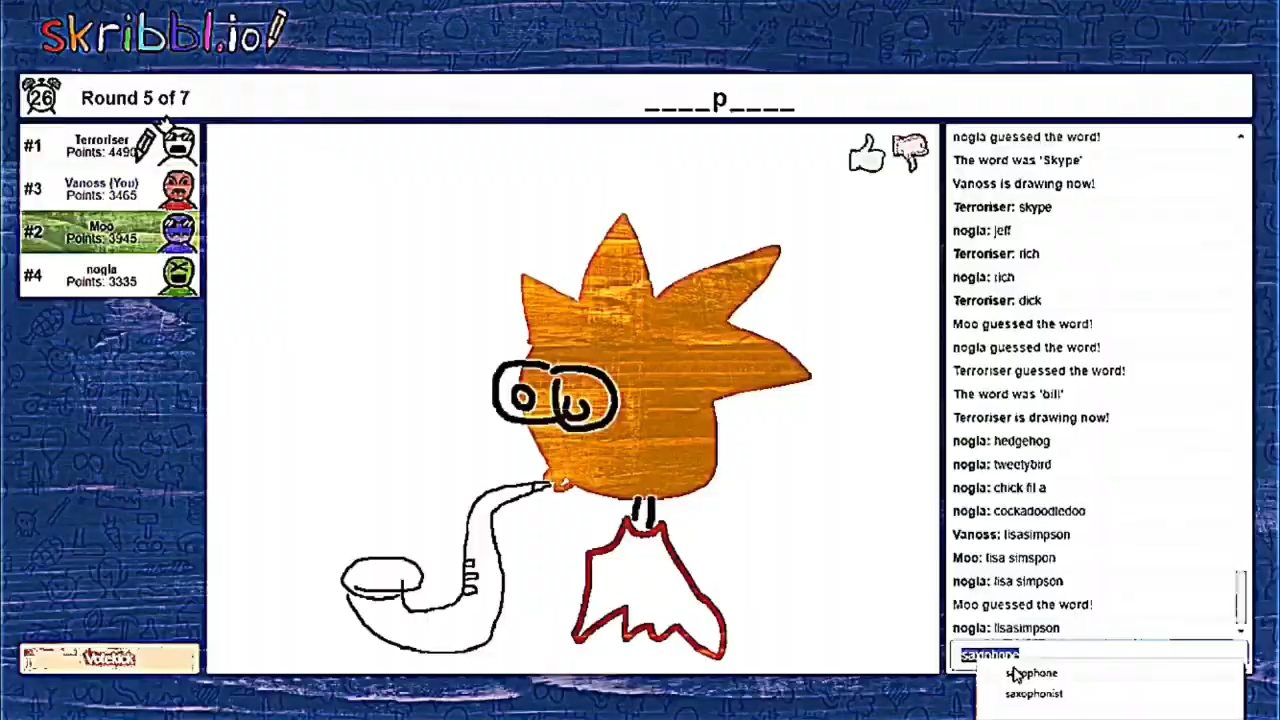 skribbl.io!
26
Round 5 of 7
_ _ _ _ p _ _ _ _
#1
Terroriser
Points: 4490
#3
Vanoss (You)
Points: 3465
#2
Moo
Points: 3945
#4
nogla
Points: 3335
Votekick
nogla guessed the word!
The word was 'Skype'
Vanoss is drawing now!
Terroriser: skype
nogla: jeff
Terroriser: rich
nogla: rich
Terroriser: dick
Moo guessed the word!
nogla guessed the word!
Terroriser guessed the word!
The word was 'bill'
Terroriser is drawing now!
nogla: hedgehog
nogla: tweetybird
nogla: chick fil a
nogla: cockadoodledoo
Vanoss: lisasimpson
Moo: lisa simspon
nogla: lisa simpson
Moo guessed the word!
nogla: lisasimpson
saxophone
saxophone
saxophonist